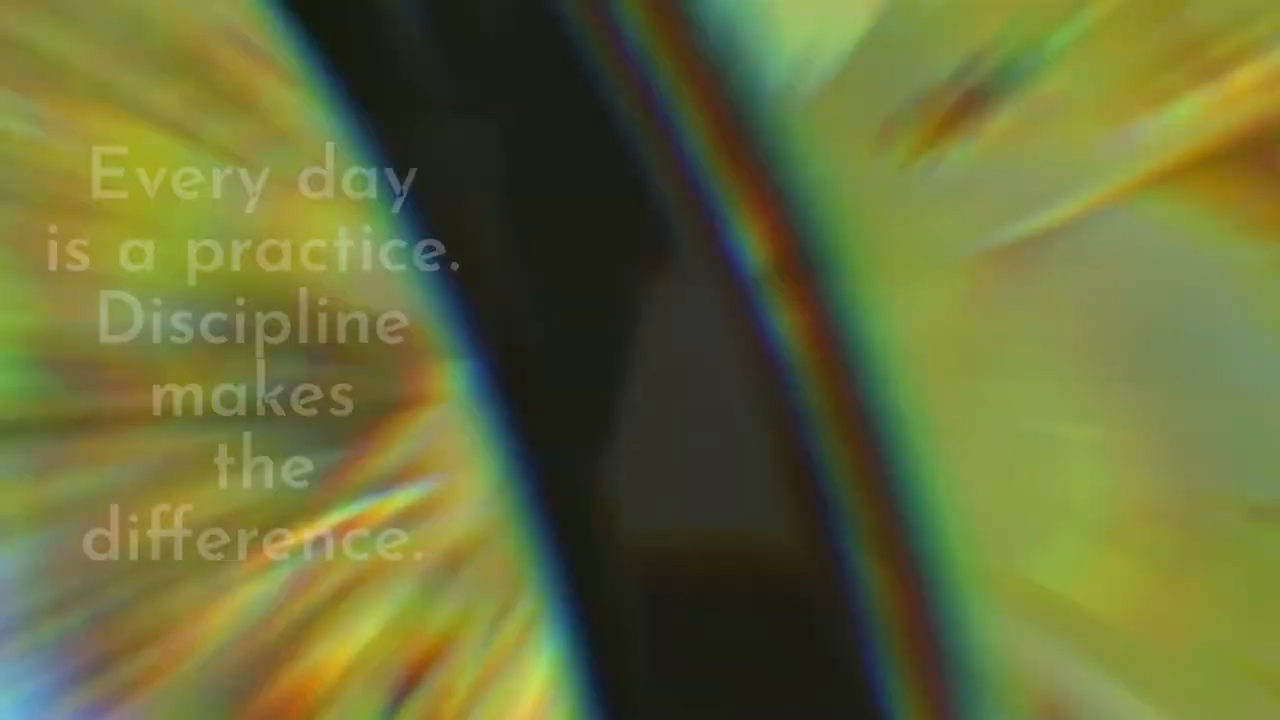 Every day
is a practice.
Discipline
makes
the
difference.